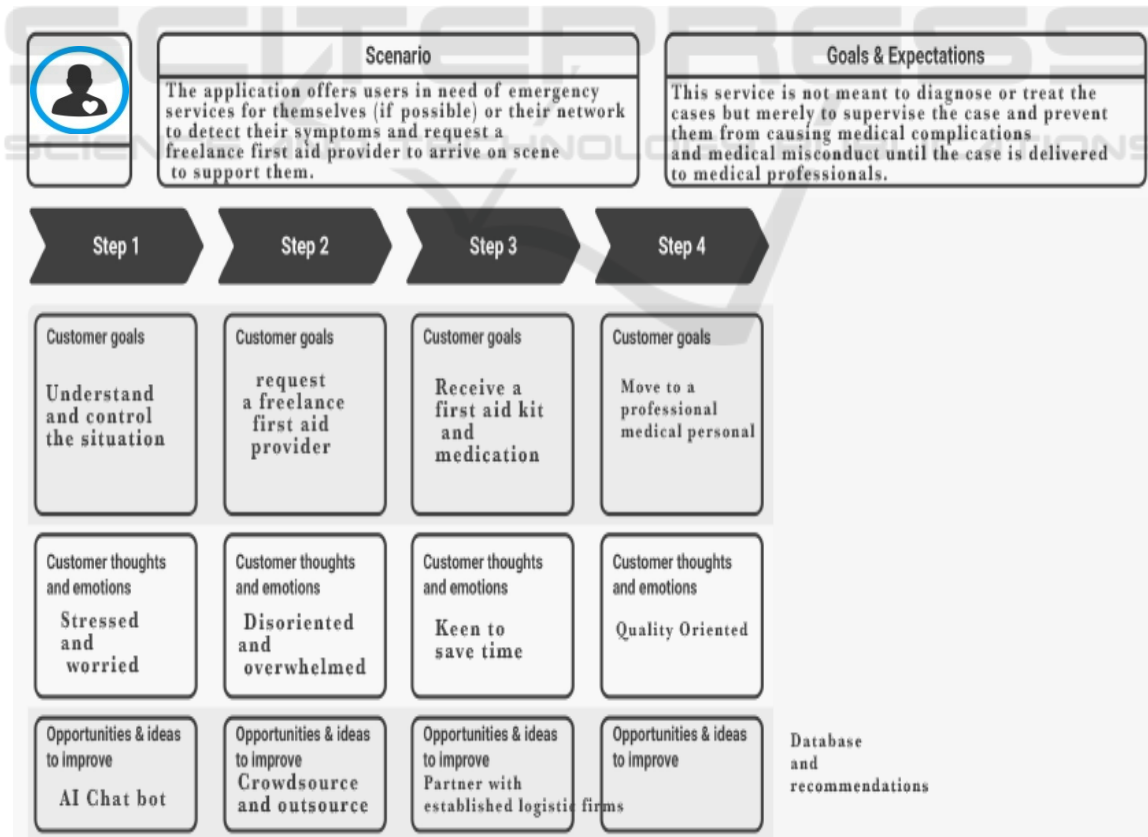 SCITEPRESS
SCIENCE AND TECHNOLOGY PUBLICATIONS
Scenario
The application offers users in need of emergency
services for themselves (if possible) or their network
to detect their symptoms and request a
freelance first aid provider to arrive on scene
to support them.
Goals & Expectations
This service is not meant to diagnose or treat the
cases but merely to supervise the case and prevent
them from causing medical complications
and medical misconduct until the case is delivered
to medical professionals.
Step 1
Step 2
Step 3
Step 4
Customer goals
Understand
and control
the situation
Customer goals
request
a freelance
first aid
provider
Customer goals
Receive a
first aid kit
and
medication
Customer goals
Move to a
professional
medical personal
Customer thoughts
and emotions
Stressed
and
worried
Customer thoughts
and emotions
Disoriented
and
overwhelmed
Customer thoughts
and emotions
Keen to
save time
Customer thoughts
and emotions
Quality Oriented
Opportunities & ideas
to improve
AI Chat bot
Opportunities & ideas
to improve
Crowdsource
and outsource
Opportunities & ideas
to improve
Partner with
established logistic firms
Opportunities & ideas
to improve
Database
and
recommendations